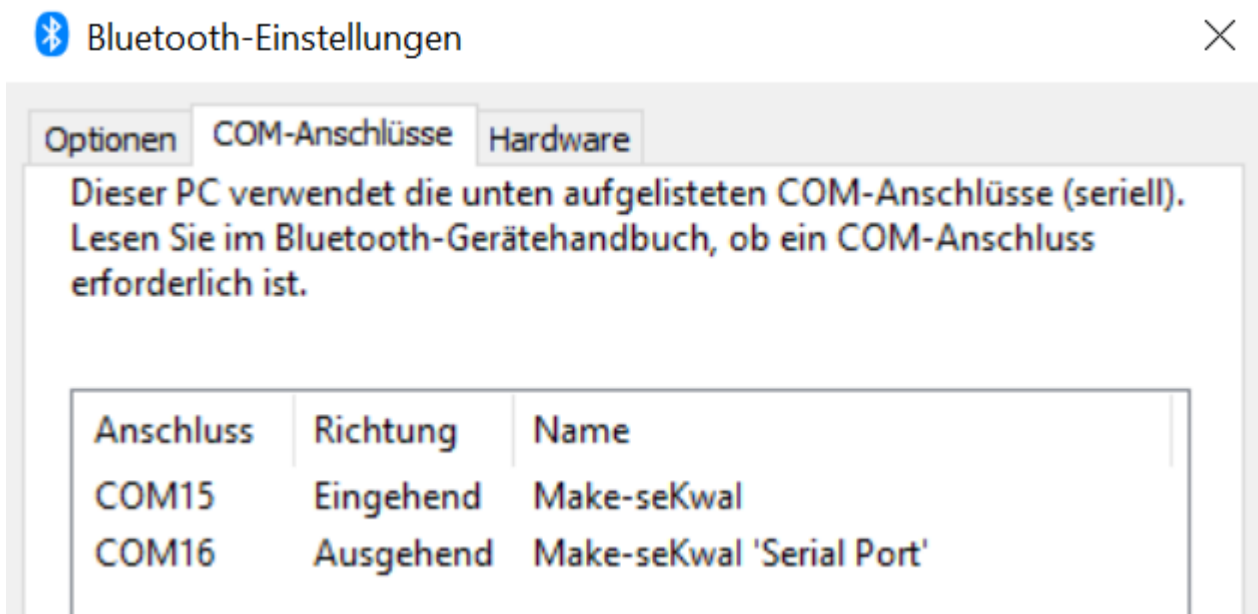 Bluetooth-Einstellungen
Optionen COM-Anschlüsse Hardware
Dieser PC verwendet die unten aufgelisteten COM-Anschlüsse (seriell).
Lesen Sie im Bluetooth-Gerätehandbuch, ob ein COM-Anschluss
erforderlich ist.
Anschluss Richtung Name
COM15 Eingehend Make-seKwal
COM16 Ausgehend Make-seKwal 'Serial Port'